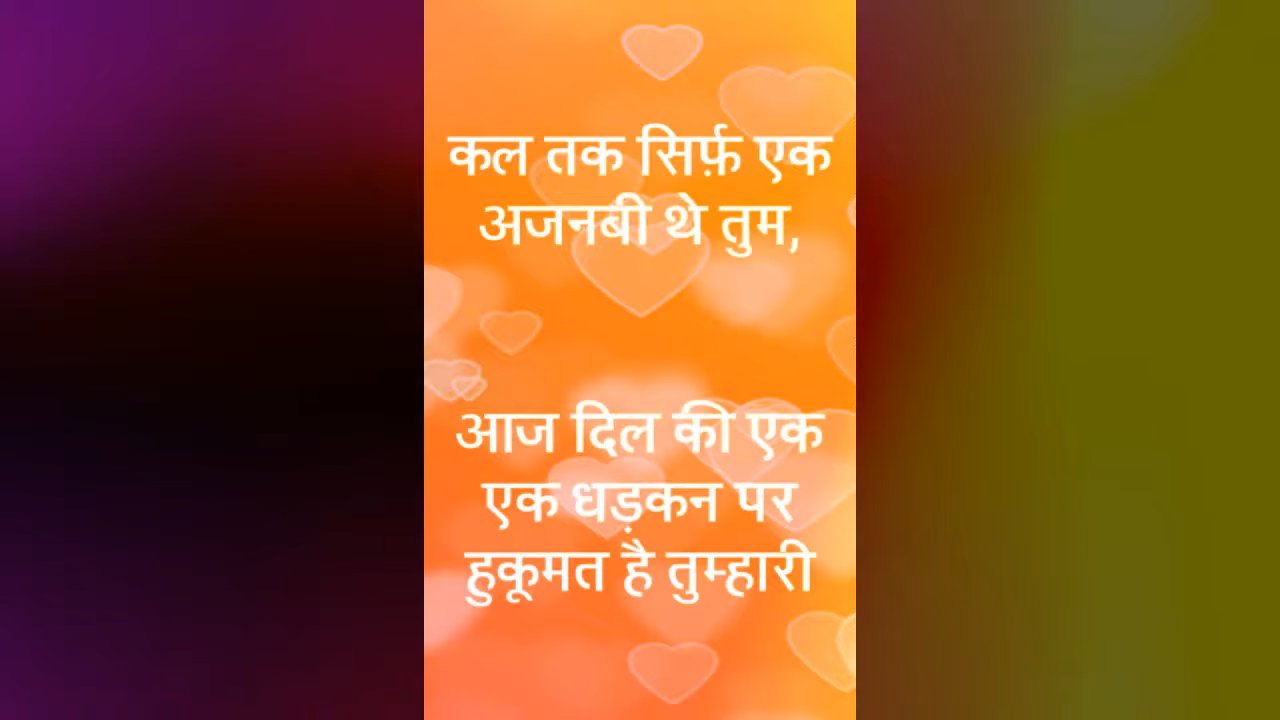 कल तक सिर्फ़ एक
अजनबी थे तुम,
आज दिल की एक
एक धड़कन पर
हुकूमत है तुम्हारी